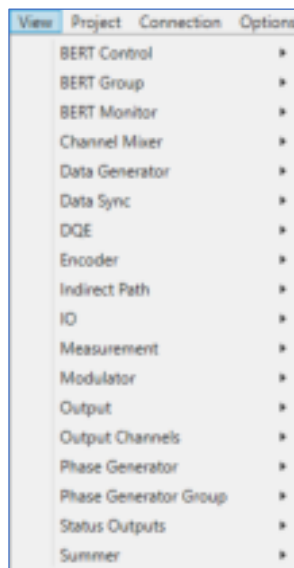 View Project Connection Options
BERT Control
BERT Group
BERT Monitor
Channel Mixer
Data Generator
Data Sync
DQE
Encoder
Indirect Path
IO
Measurement
Modulator
Output
Output Channels
Phase Generator
Phase Generator Group
Status Outputs
Summer